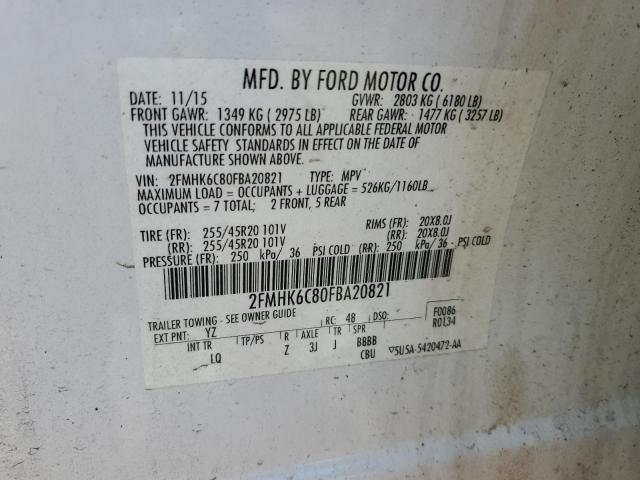 MFD. BY FORD MOTOR CO.
DATE: 11/15 GVWR: 2803 KG ( 6180 LB)
FRONT GAWR: 1349 KG ( 2975 LB) REAR GAWR: 1477 KG ( 3257 LB)
THIS VEHICLE CONFORMS TO ALL APPLICABLE FEDERAL MOTOR
VEHICLE SAFETY STANDARDS IN EFFECT ON THE DATE OF
MANUFACTURE SHOWN ABOVE.
VIN: 2FMHK6C80FBA20821 TYPE: MPV
MAXIMUM LOAD = OCCUPANTS + LUGGAGE = 526KG/1160LB
OCCUPANTS = 7 TOTAL; 2 FRONT, 5 REAR
TIRE (FR): 255/45R20 101V RIMS (FR): 20X8.0J
(RR): 255/45R20 101V (RR): 20X8.0J
PRESSURE (FR): 250 kPa/ 36 PSI COLD (RR): 250 kPa/ 36 - PSI COLD
2FMHK6C80FBA20821
TRAILER TOWING - SEE OWNER GUIDE F0086
EXT PNT: YZ RC: 48 DSO: R0134
INT TR TP/PS R AXLE TR SPR
LQ Z 3J J BBBB
CBU 5U5A-5420472-AA